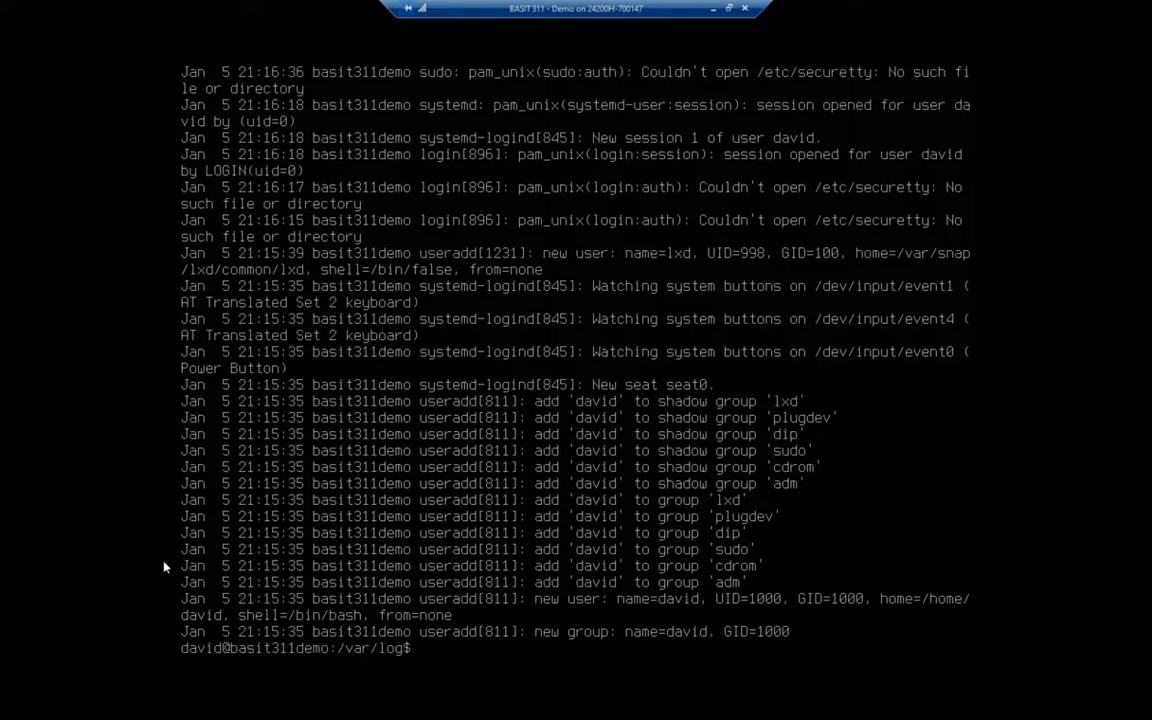 BASIT 311 - Demo on 24200H-700147
Jan  5 21:16:36 basit311demo sudo: pam_unix(sudo:auth): Couldn't open /etc/securetty: No such fi
le or directory
Jan  5 21:16:18 basit311demo systemd: pam_unix(systemd-user:session): session opened for user da
vid by (uid=0)
Jan  5 21:16:18 basit311demo systemd-logind[845]: New session 1 of user david.
Jan  5 21:16:18 basit311demo login[896]: pam_unix(login:session): session opened for user david
by LOGIN(uid=0)
Jan  5 21:16:17 basit311demo login[896]: pam_unix(login:auth): Couldn't open /etc/securetty: No
such file or directory
Jan  5 21:16:15 basit311demo login[896]: pam_unix(login:auth): Couldn't open /etc/securetty: No
such file or directory
Jan  5 21:15:39 basit311demo useradd[1231]: new user: name=lxd, UID=998, GID=100, home=/var/snap
/lxd/common/lxd, shell=/bin/false, from=none
Jan  5 21:15:35 basit311demo systemd-logind[845]: Watching system buttons on /dev/input/event1 (
AT Translated Set 2 keyboard)
Jan  5 21:15:35 basit311demo systemd-logind[845]: Watching system buttons on /dev/input/event4 (
AT Translated Set 2 keyboard)
Jan  5 21:15:35 basit311demo systemd-logind[845]: Watching system buttons on /dev/input/event0 (
Power Button)
Jan  5 21:15:35 basit311demo systemd-logind[845]: New seat seat0.
Jan  5 21:15:35 basit311demo useradd[811]: add 'david' to shadow group 'lxd'
Jan  5 21:15:35 basit311demo useradd[811]: add 'david' to shadow group 'plugdev'
Jan  5 21:15:35 basit311demo useradd[811]: add 'david' to shadow group 'dip'
Jan  5 21:15:35 basit311demo useradd[811]: add 'david' to shadow group 'sudo'
Jan  5 21:15:35 basit311demo useradd[811]: add 'david' to shadow group 'cdrom'
Jan  5 21:15:35 basit311demo useradd[811]: add 'david' to shadow group 'adm'
Jan  5 21:15:35 basit311demo useradd[811]: add 'david' to group 'lxd'
Jan  5 21:15:35 basit311demo useradd[811]: add 'david' to group 'plugdev'
Jan  5 21:15:35 basit311demo useradd[811]: add 'david' to group 'dip'
Jan  5 21:15:35 basit311demo useradd[811]: add 'david' to group 'sudo'
Jan  5 21:15:35 basit311demo useradd[811]: add 'david' to group 'cdrom'
Jan  5 21:15:35 basit311demo useradd[811]: add 'david' to group 'adm'
Jan  5 21:15:35 basit311demo useradd[811]: new user: name=david, UID=1000, GID=1000, home=/home/
david, shell=/bin/bash, from=none
Jan  5 21:15:35 basit311demo useradd[811]: new group: name=david, GID=1000
david@basit311demo:/var/log$